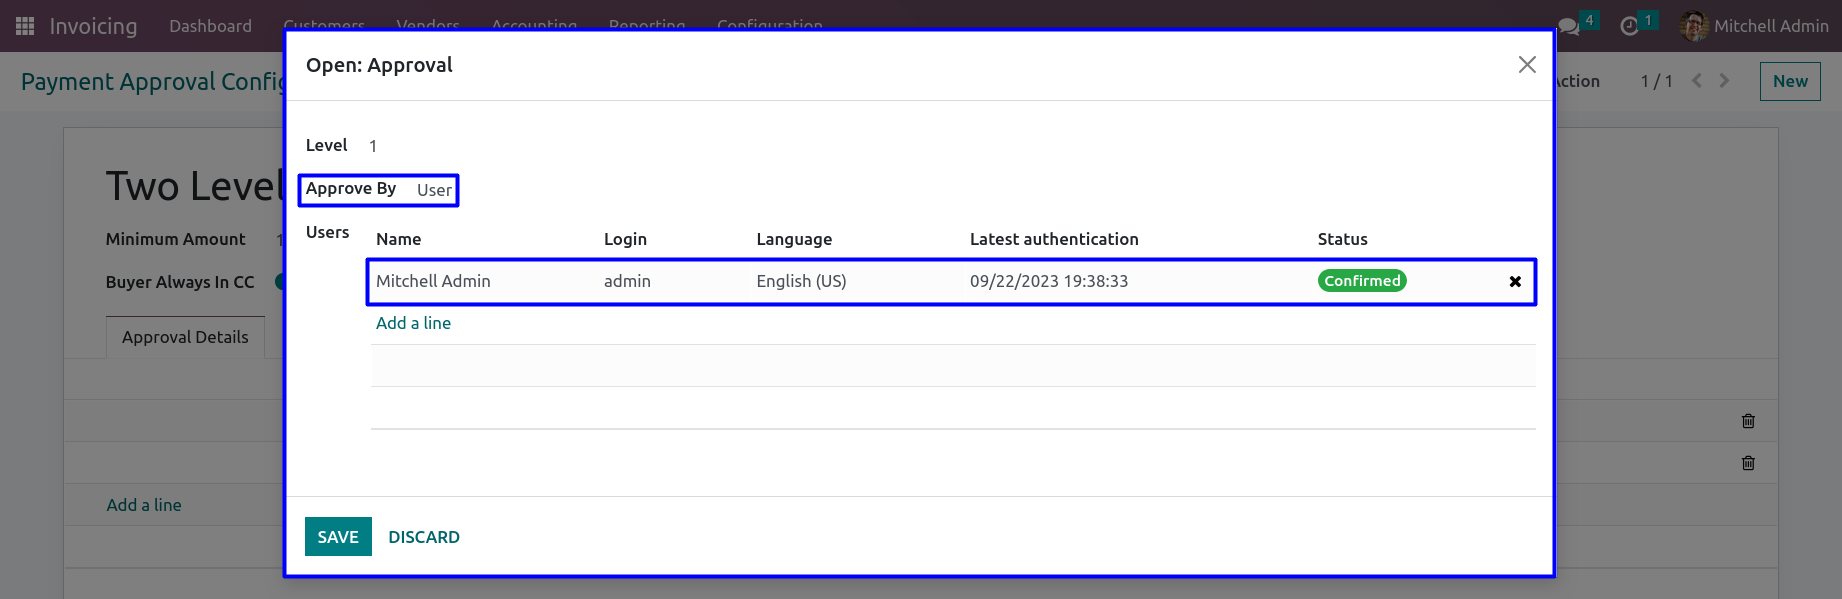 Invoicing Dashboard Customers Vendors Accounting Reporting Configuration 4 1 Mitchell Admin
Open: Approval
Payment Approval Config
Action 1 / 1 New
Level 1
Two Level
Approve By User
Users
Minimum Amount
Name Login Language Latest authentication Status
Buyer Always In CC
Mitchell Admin admin English (US) 09/22/2023 19:38:33 Confirmed
Add a line
Approval Details
Add a line
SAVE DISCARD